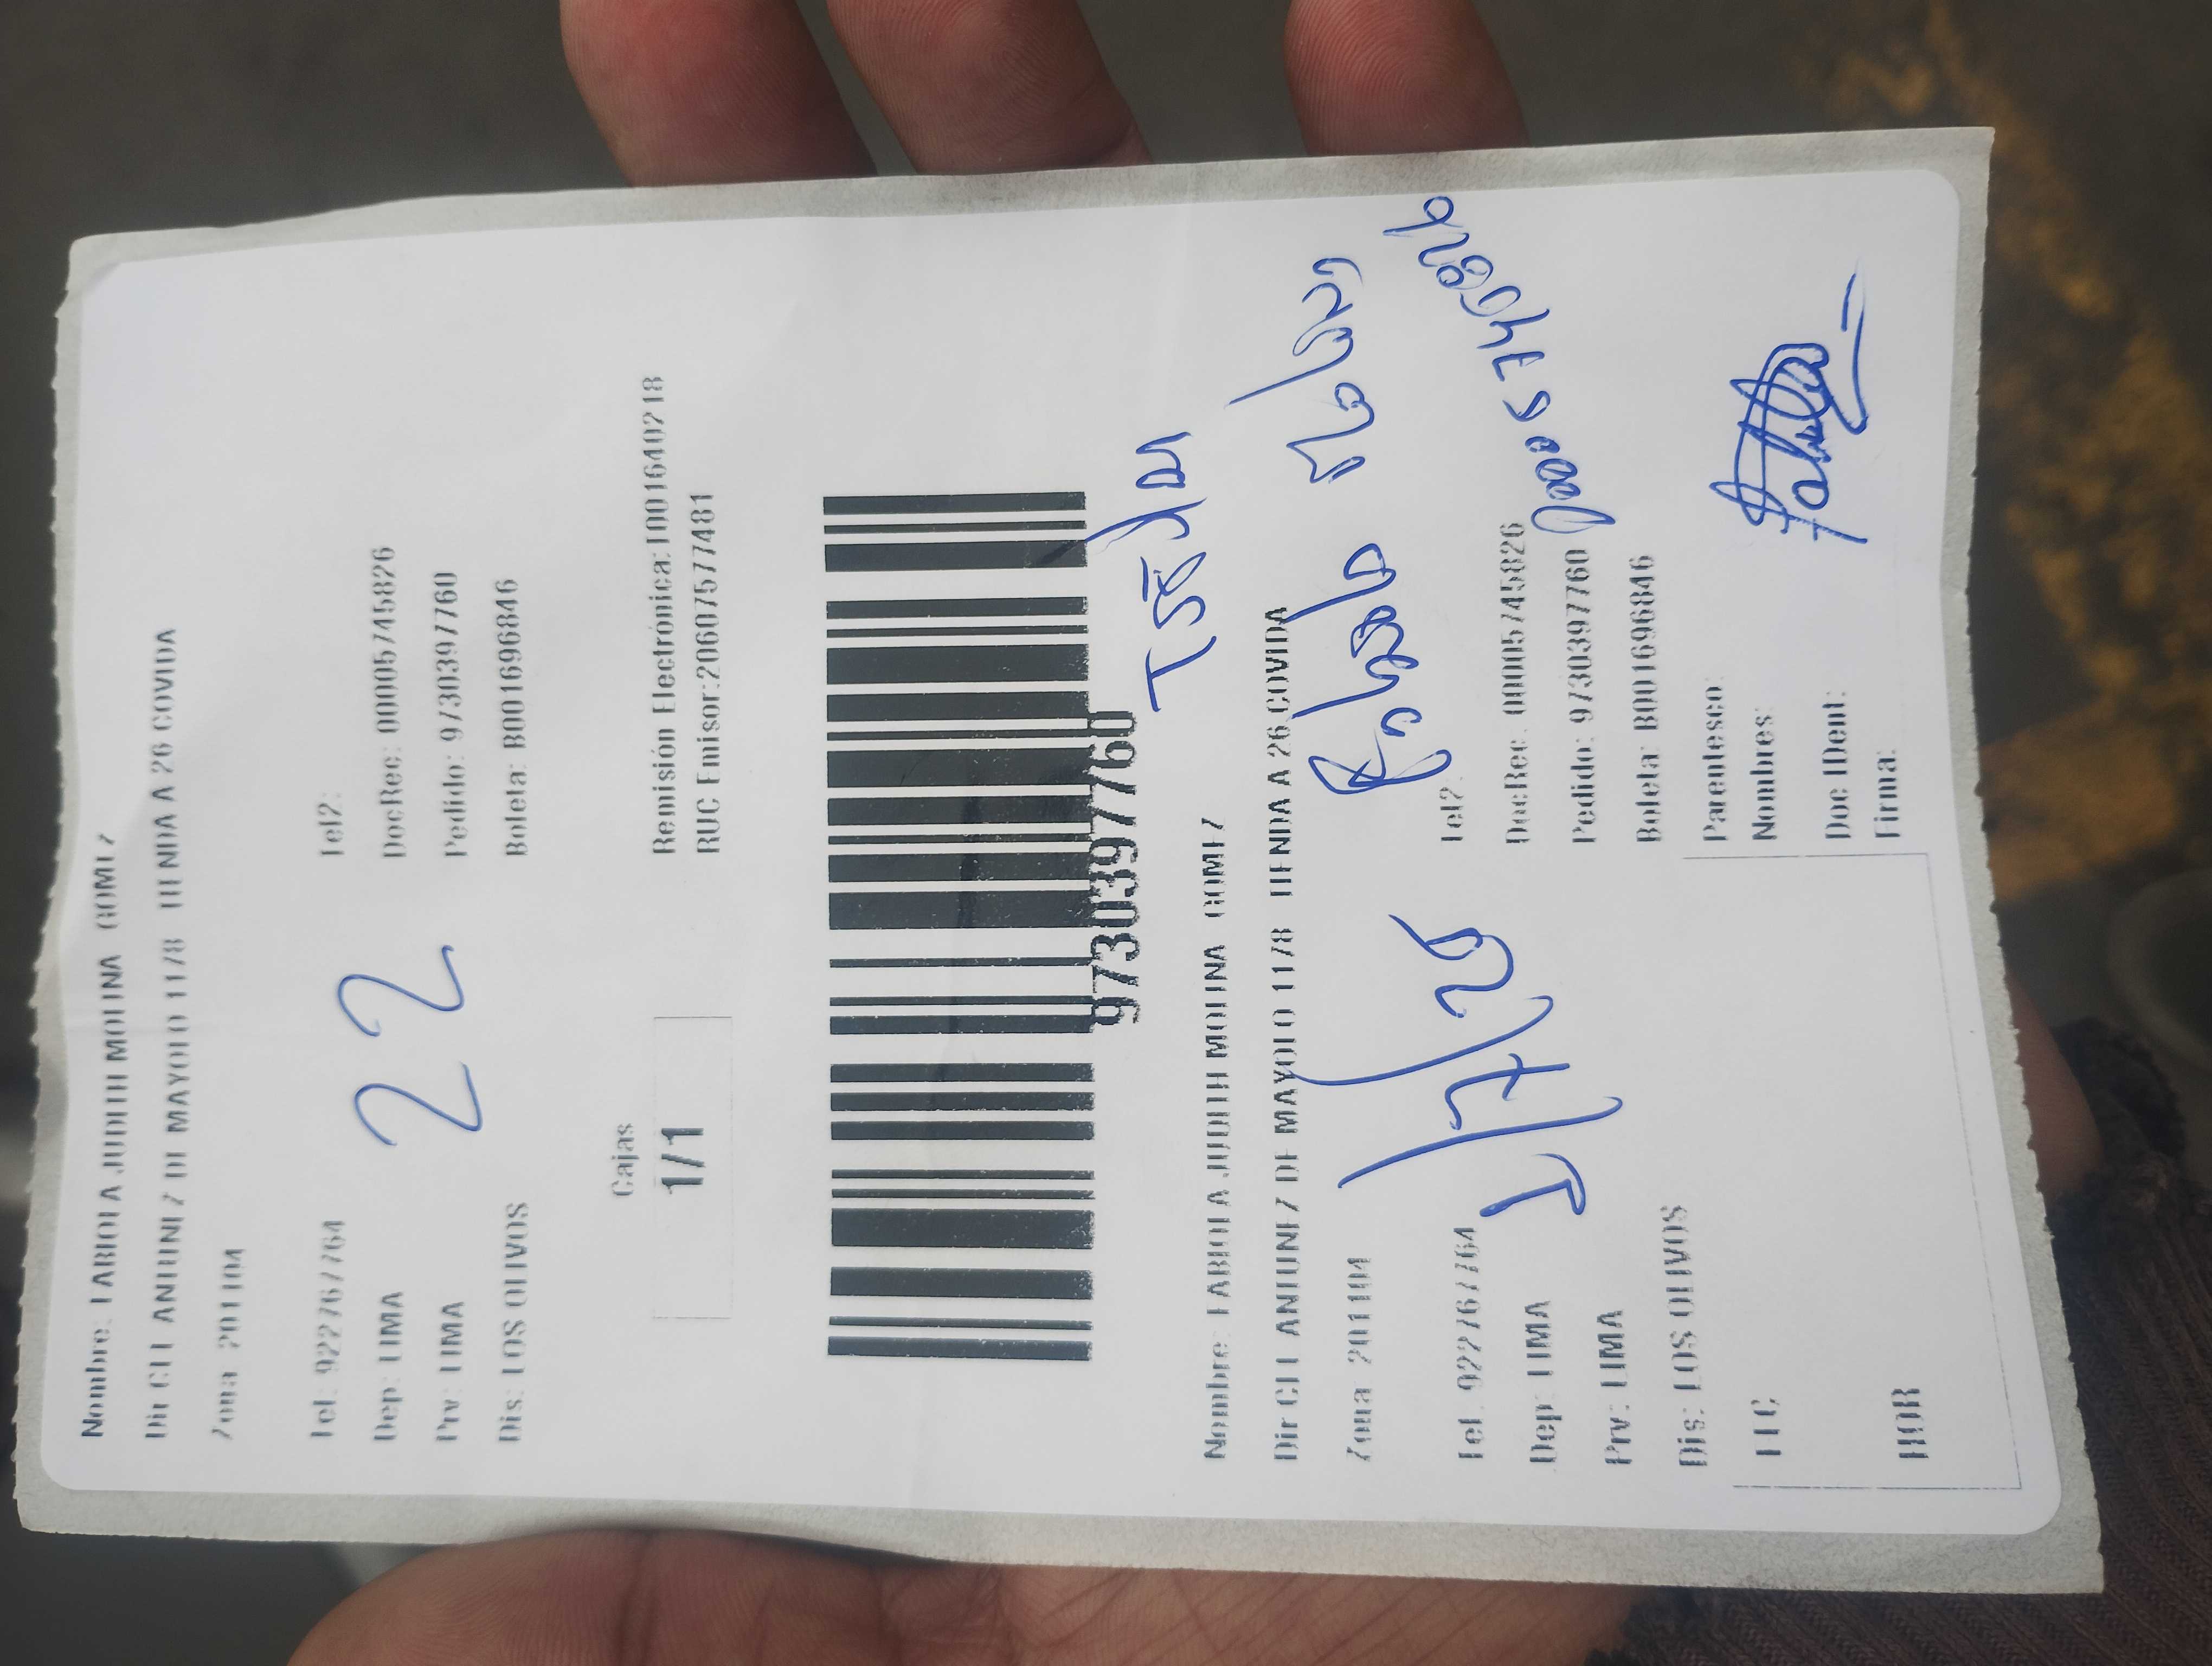 Nombre: FABIOLA JUDITH MOLINA GOMEZ
Dir CLL ANTUNEZ DE MAYOLO 1178 TIENDA A 26 COVIDA
Zona 201104
Tel: 922767764 Tel2:
Dep: LIMA DocRec: 00005745826
Prv: LIMA Pedido: 9730397760
Dis: LOS OLIVOS Boleta: B001696846
22
Cajas
1/1
Remisión Electrónica:T001640218
RUC Emisor:20607577481
9730397760
Nombre: FABIOLA JUDITH MOLINA GOMEZ
Dir CLL ANTUNEZ DE MAYOLO 1178 TIENDA A 26 COVIDA
Zona 201104
Tel: 922767764 Tel2:
Dep: LIMA DocRec: 00005745826
Prv: LIMA Pedido: 9730397760
Dis: LOS OLIVOS Boleta: B001696846
Parentesco:
Nombres:
Doc IDent:
Firma: